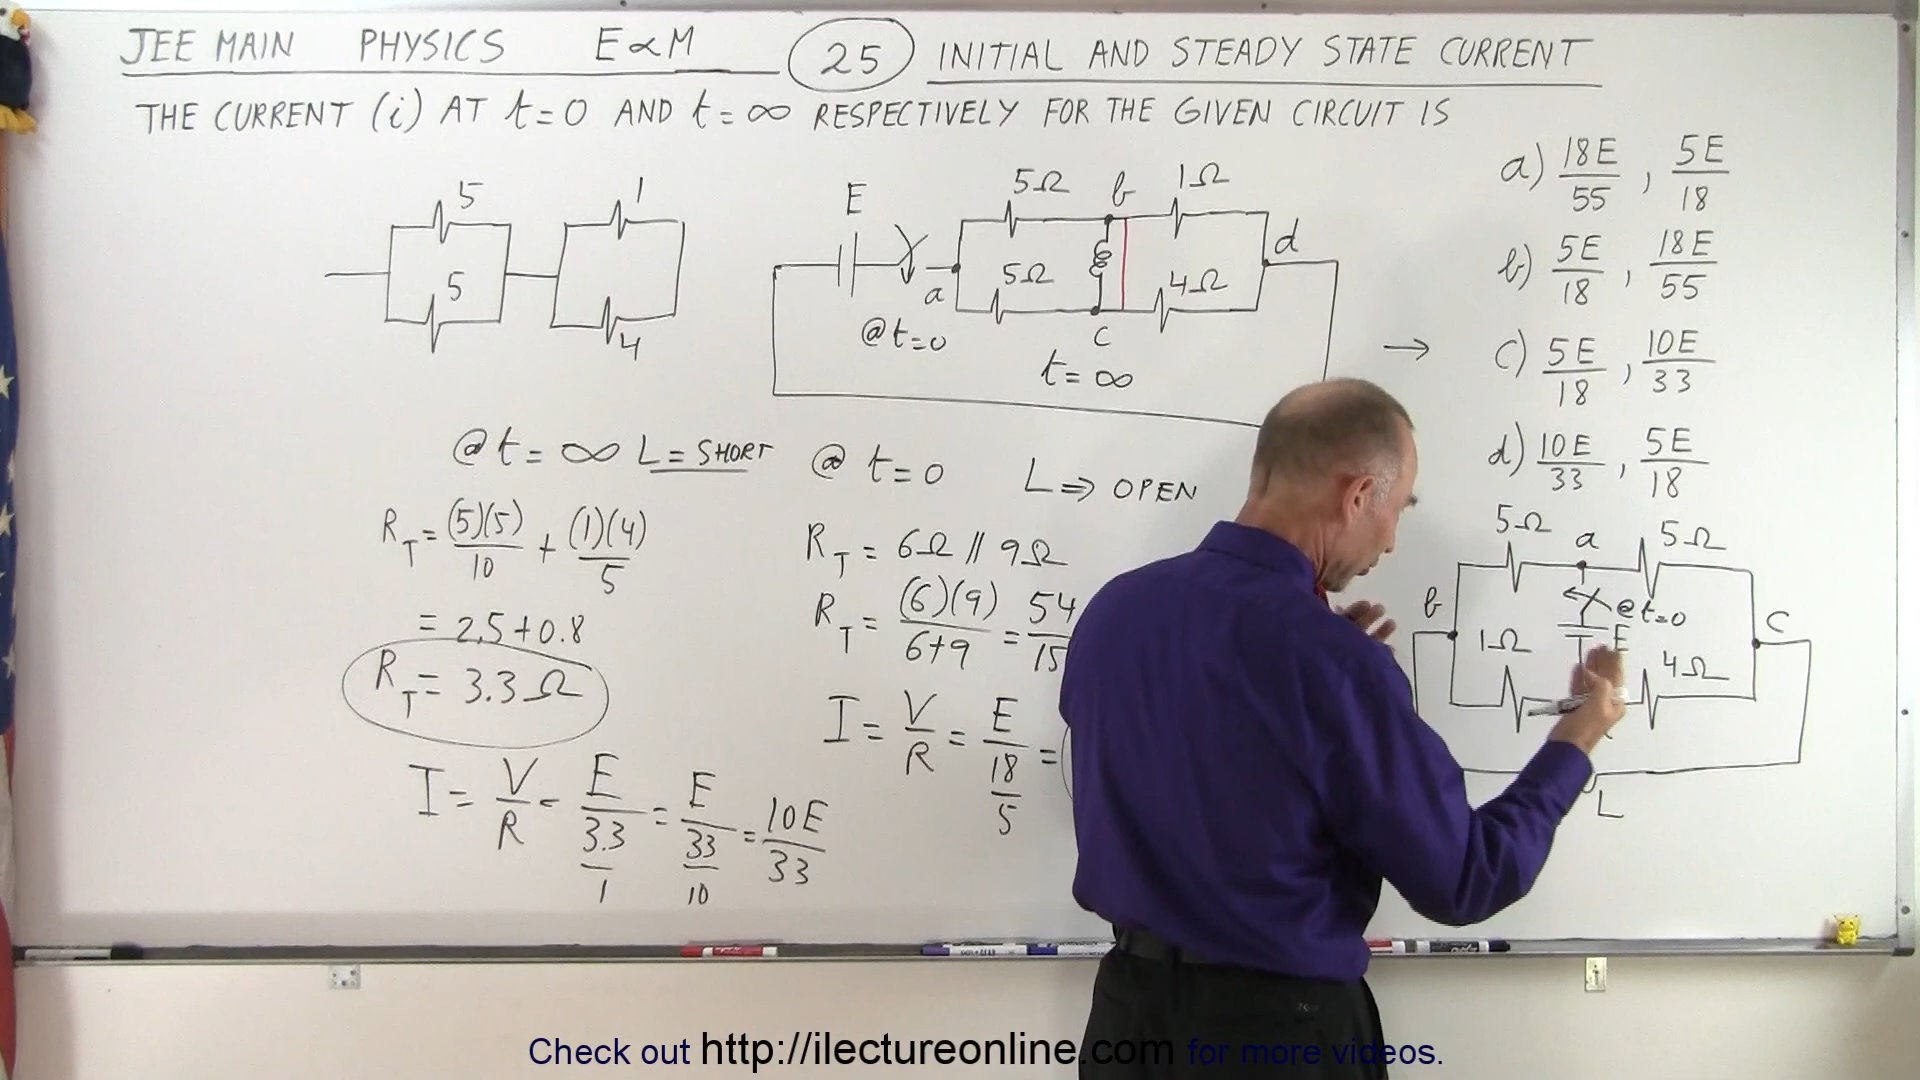 JEE MAIN PHYSICS E∝M 25 INITIAL AND STEADY STATE CURRENT
THE CURRENT (i) AT t=0 AND t=∞ RESPECTIVELY FOR THE GIVEN CIRCUIT IS
5
5
1
4
E
@t=0
a
5Ω
b
1Ω
5Ω
c
4Ω
d
t=∞
→
a) 18E/55 , 5E/18
b) 5E/18 , 18E/55
c) 5E/18 , 10E/33
d) 10E/33 , 5E/18
@ t = ∞ L = SHORT
R_T = (5)(5)/10 + (1)(4)/5
= 2.5+0.8
R_T = 3.3Ω
I = V/R = E/(3.3/1) = E/(33/10) = 10E/33
@ t=0 L ⇒ OPEN
R_T = 6Ω // 9Ω
R_T = (6)(9)/(6+9) = 54/15
I = V/R = E/(18/5) =
5Ω a 5Ω
b
@t=0
E
c
1Ω
4Ω
L
Check out http://ilectureonline.com for more videos.